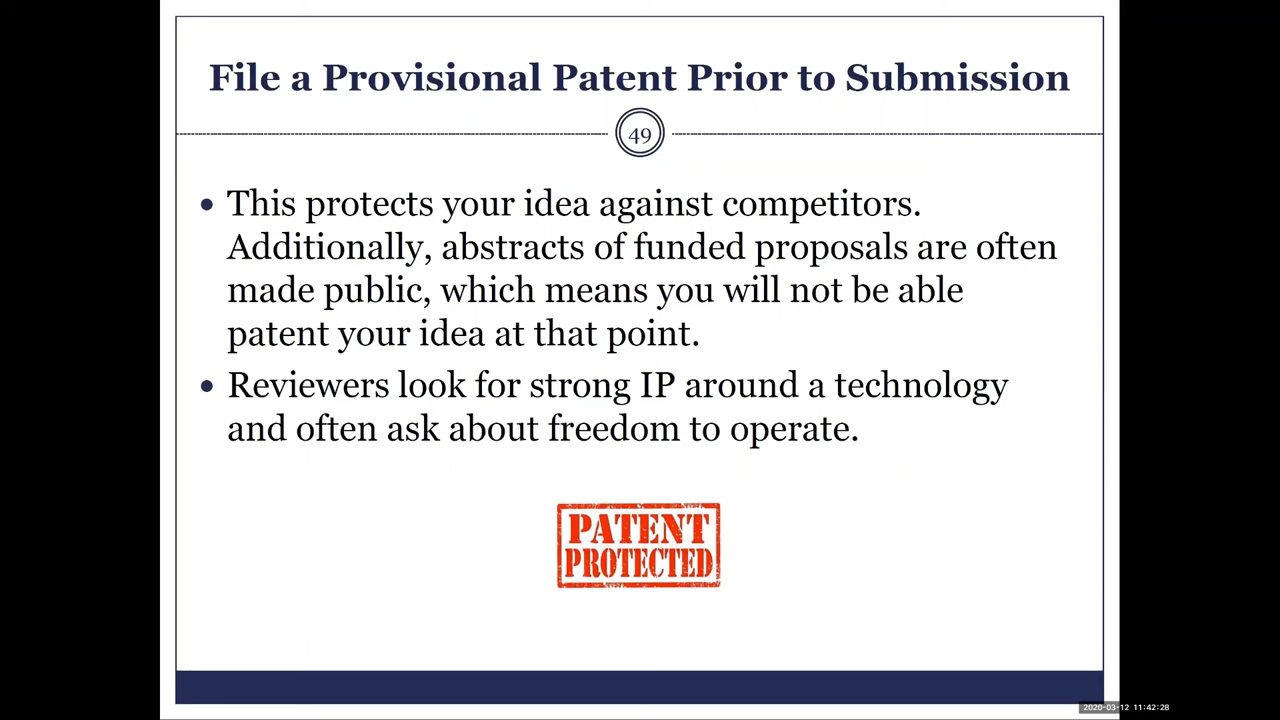 File a Provisional Patent Prior to Submission
49
• This protects your idea against competitors.
Additionally, abstracts of funded proposals are often
made public, which means you will not be able
patent your idea at that point.
• Reviewers look for strong IP around a technology
and often ask about freedom to operate.
PATENT
PROTECTED
2020-03-12 11:42:28